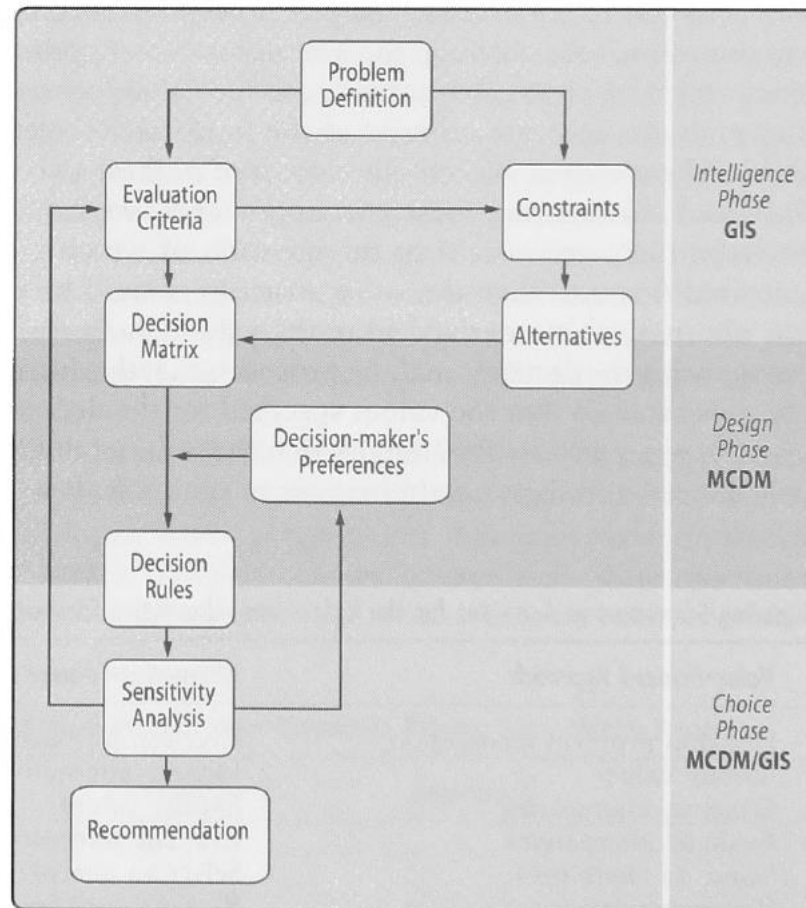 Problem
Definition
Evaluation
Criteria
Constraints
Intelligence
Phase
GIS
Decision
Matrix
Alternatives
Decision-maker's
Preferences
Design
Phase
MCDM
Decision
Rules
Sensitivity
Analysis
Choice
Phase
MCDM/GIS
Recommendation